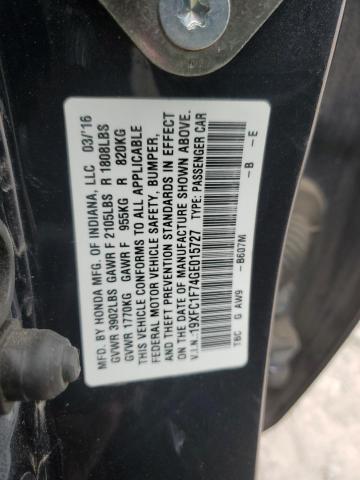 MFD. BY HONDA MFG. OF INDIANA, LLC 03/16
GVWR 3902LBS GAWR F 2105LBS R 1808LBS
GVWR 1770KG GAWR F 955KG R 820KG
THIS VEHICLE CONFORMS TO ALL APPLICABLE
FEDERAL MOTOR VEHICLE SAFETY, BUMPER,
AND THEFT PREVENTION STANDARDS IN EFFECT
ON THE DATE OF MANUFACTURE SHOWN ABOVE.
V.I.N.:19XFC1F74GE015727 TYPE: PASSENGER CAR
TBC G AW9 -B607M -B -E